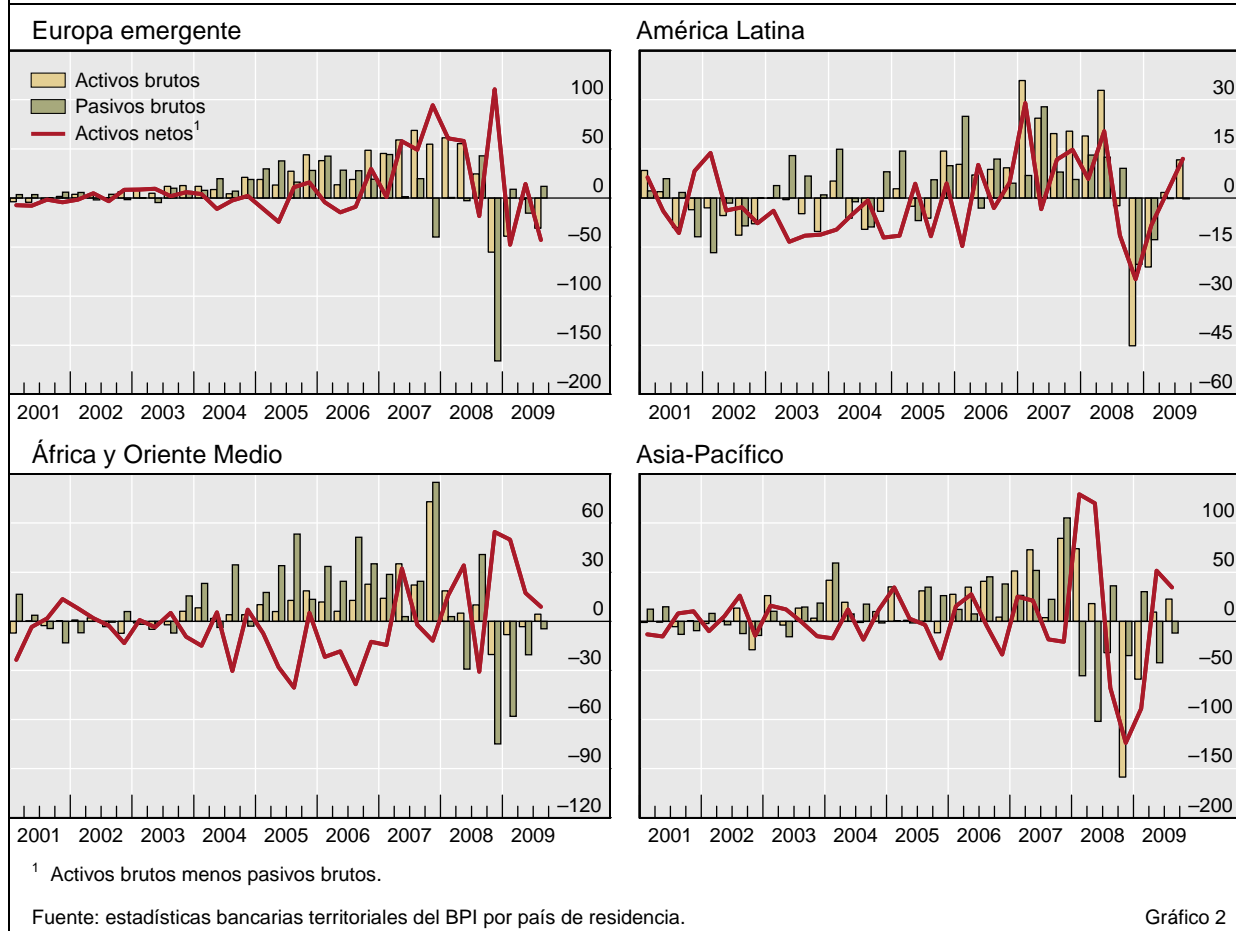 Europa emergente
Activos brutos
Pasivos brutos
Activos netos1
100
50
0
–50
–100
–150
–200
2001 2002 2003 2004 2005 2006 2007 2008 2009
América Latina
30
15
0
–15
–30
–45
–60
2001 2002 2003 2004 2005 2006 2007 2008 2009
África y Oriente Medio
60
30
0
–30
–60
–90
–120
2001 2002 2003 2004 2005 2006 2007 2008 2009
Asia-Pacífico
100
50
0
–50
–100
–150
–200
2001 2002 2003 2004 2005 2006 2007 2008 2009
1 Activos brutos menos pasivos brutos.
Fuente: estadísticas bancarias territoriales del BPI por país de residencia. Gráfico 2